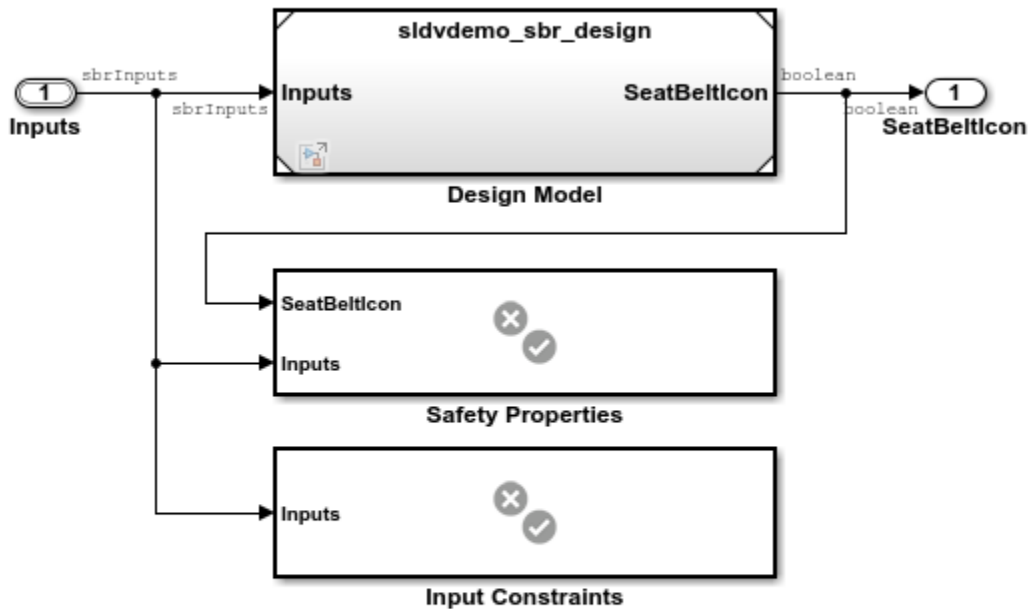 sldvdemo_sbr_design
sbrInputs
boolean
1
Inputs
SeatBeltIcon
1
sbrInputs
boolean
Inputs
SeatBeltIcon
Design Model
SeatBeltIcon
Inputs
Safety Properties
Inputs
Input Constraints